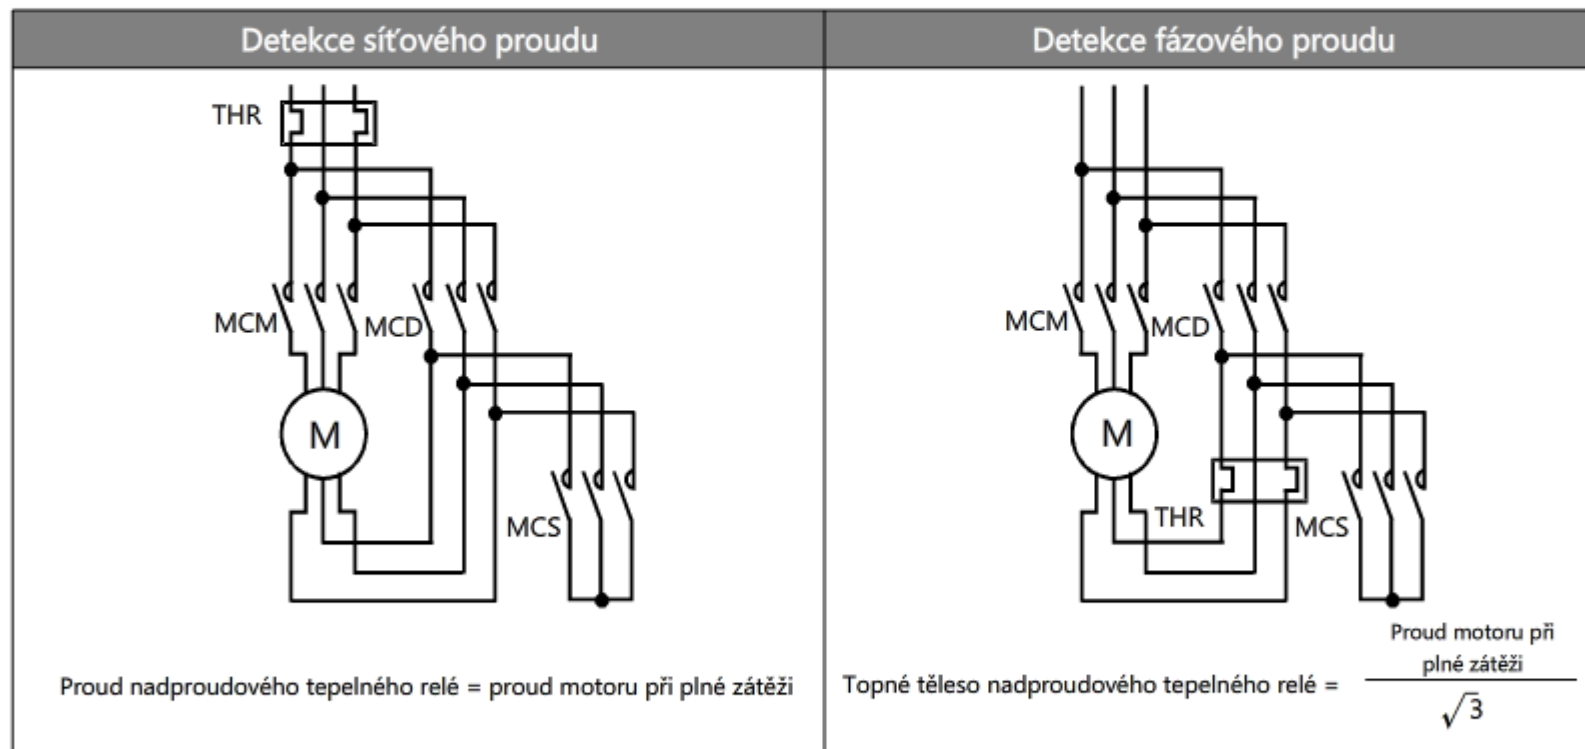 Detekce síťového proudu
THR
MCM
MCD
M
MCS
Proud nadproudového tepelného relé = proud motoru při plné zátěži
Detekce fázového proudu
MCM
MCD
M
THR
MCS
Topné těleso nadproudového tepelného relé =
Proud motoru při
plné zátěži
√3